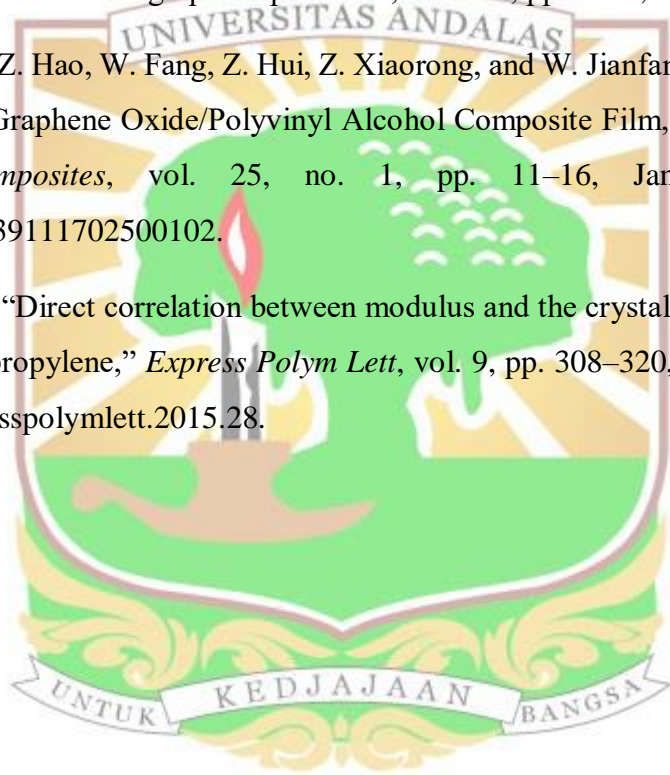 UNIVERSITAS ANDALAS
Z. Hao, W. Fang, Z. Hui, Z. Xiaorong, and W. Jianfan
Graphene Oxide/Polyvinyl Alcohol Composite Film,
mposites, vol. 25, no. 1, pp. 11–16, Jan
39111702500102.
“Direct correlation between modulus and the crystal
propylene,” Express Polym Lett, vol. 9, pp. 308–320,
sspolymlett.2015.28.
UNTUK KEDJAJAAN BANGSA